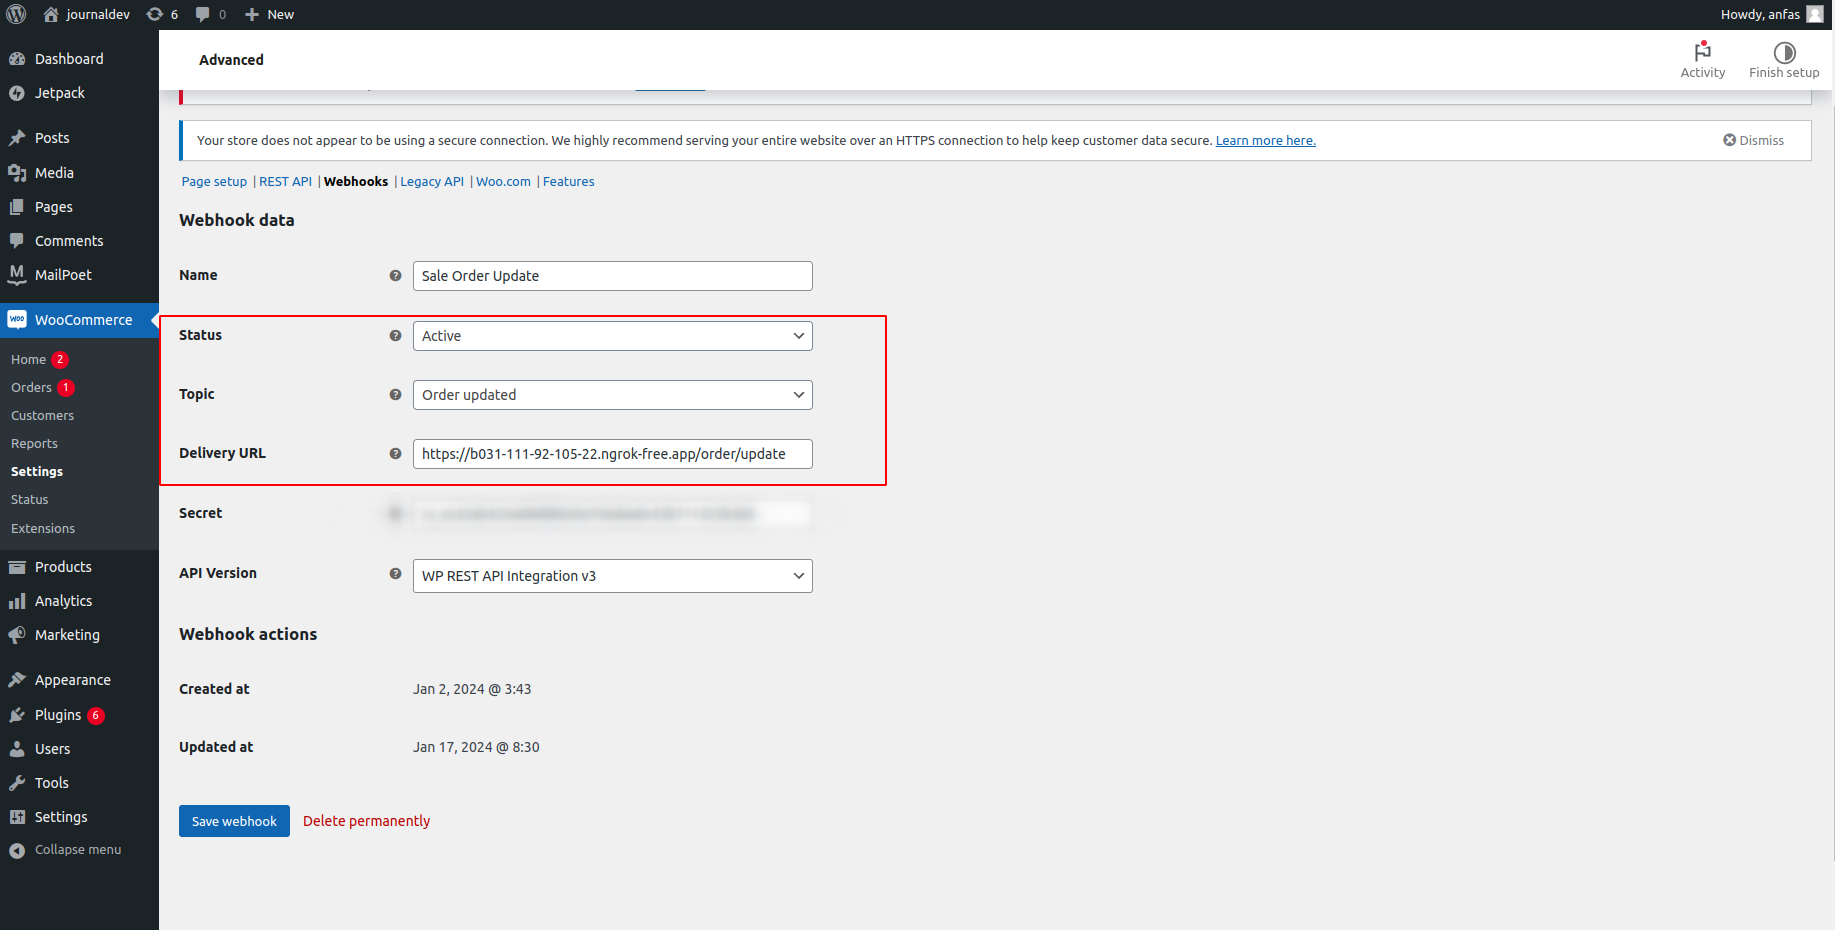 journaldev 6 0 New Howdy, anfas
Dashboard
Jetpack
Posts
Media
Pages
Comments
MailPoet
WooCommerce
Home 2
Orders 1
Customers
Reports
Settings
Status
Extensions
Products
Analytics
Marketing
Appearance
Plugins 6
Users
Tools
Settings
Collapse menu
Advanced
Activity
Finish setup
Your store does not appear to be using a secure connection. We highly recommend serving your entire website over an HTTPS connection to help keep customer data secure. Learn more here. Dismiss
Page setup | REST API | Webhooks | Legacy API | Woo.com | Features
Webhook data
Name Sale Order Update
Status Active
Topic Order updated
Delivery URL https://b031-111-92-105-22.ngrok-free.app/order/update
Secret
API Version WP REST API Integration v3
Webhook actions
Created at Jan 2, 2024 @ 3:43
Updated at Jan 17, 2024 @ 8:30
Save webhook Delete permanently